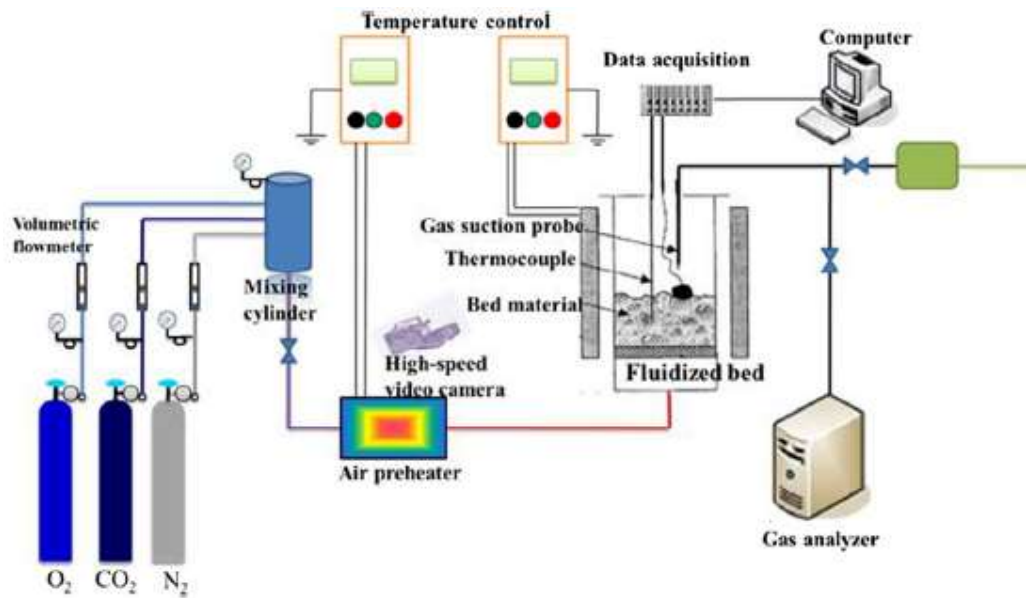 Temperature control
Computer
Data acquisition
Volumetric
flowmeter
Gas suction probe
Thermocouple
Mixing
cylinder
Bed material
High-speed
video camera
Fluidized bed
Air preheater
Gas analyzer
O₂ CO₂ N₂